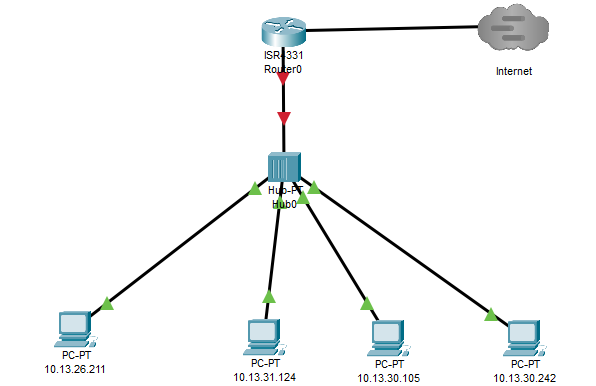 ISR4331
Router0
Internet
Hub-PT
Hub0
PC-PT
10.13.26.211
PC-PT
10.13.31.124
PC-PT
10.13.30.105
PC-PT
10.13.30.242